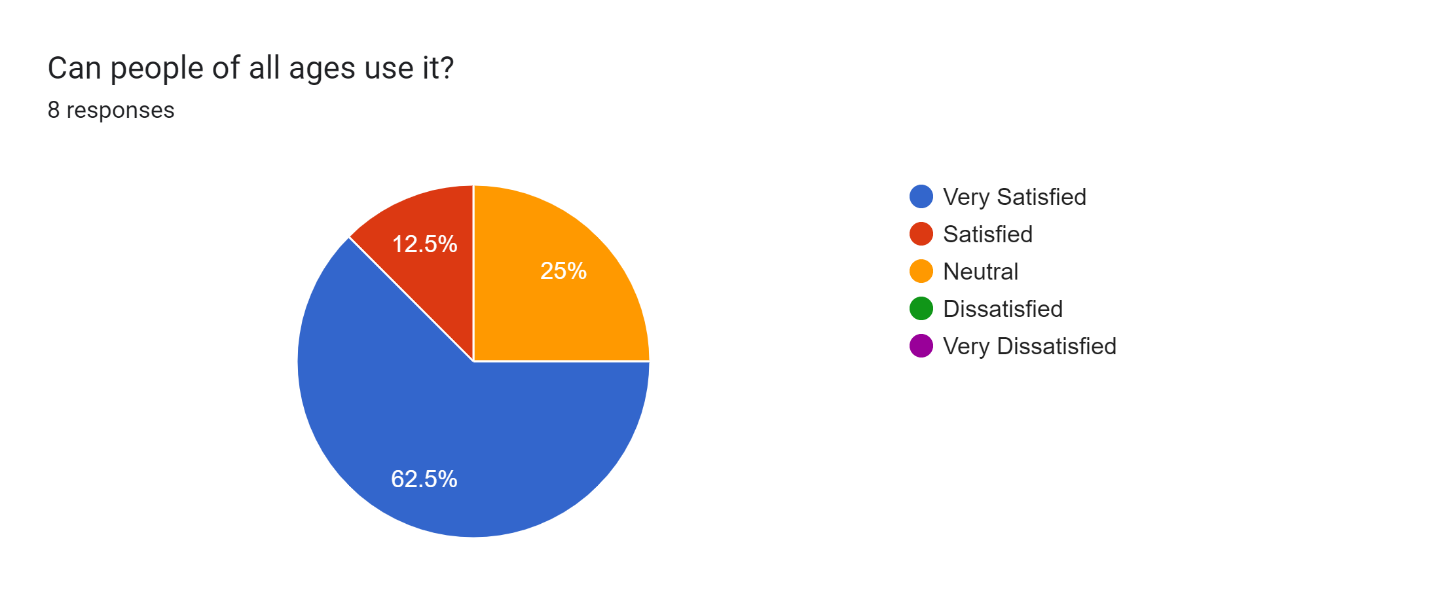 Can people of all ages use it?
8 responses
12.5%
25%
62.5%
Very Satisfied
Satisfied
Neutral
Dissatisfied
Very Dissatisfied